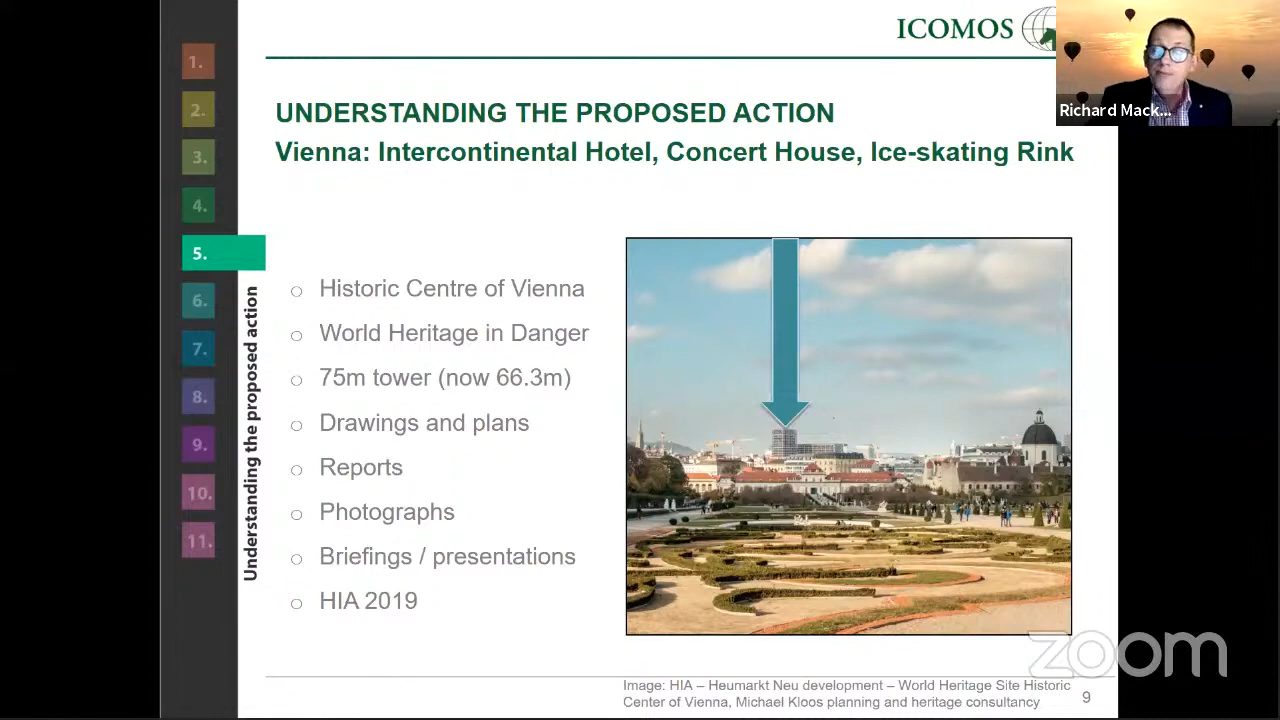 ICOMOS
Richard Mack...
UNDERSTANDING THE PROPOSED ACTION
Vienna: Intercontinental Hotel, Concert House, Ice-skating Rink
1.
2.
3.
4.
5.
6.
7.
8.
9.
10.
11.
Understanding the proposed action
Historic Centre of Vienna
World Heritage in Danger
75m tower (now 66.3m)
Drawings and plans
Reports
Photographs
Briefings / presentations
HIA 2019
zoom
Image: HIA – Heumarkt Neu development – World Heritage Site Historic
Center of Vienna, Michael Kloos planning and heritage consultancy
9